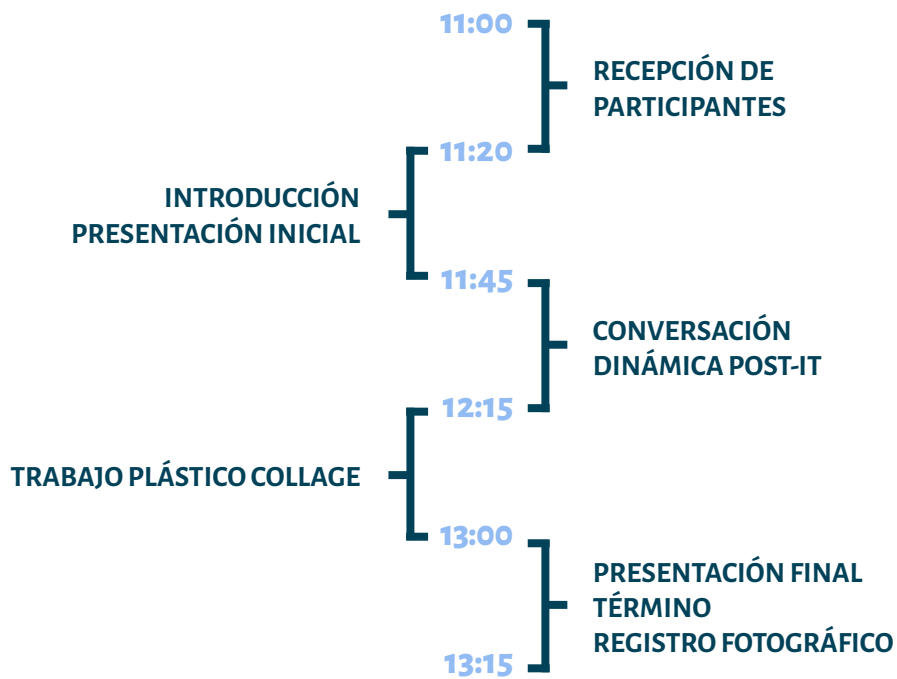 11:00
RECEPCIÓN DE
PARTICIPANTES
11:20
INTRODUCCIÓN
PRESENTACIÓN INICIAL
11:45
CONVERSACIÓN
DINÁMICA POST-IT
12:15
TRABAJO PLÁSTICO COLLAGE
13:00
PRESENTACIÓN FINAL
TÉRMINO
REGISTRO FOTOGRÁFICO
13:15